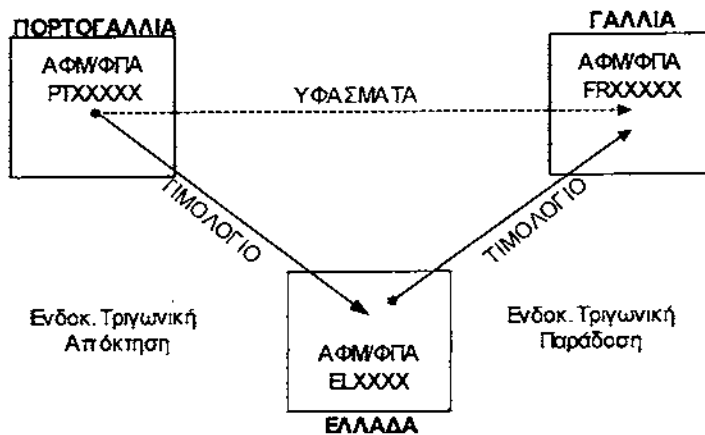 ΠΟΡΤΟΓΑΛΛΙΑ
ΑΦΜ/ΦΠΑ
PTXXXXX
ΥΦΑΣΜΑΤΑ
ΓΑΛΛΙΑ
ΑΦΜ/ΦΠΑ
FRXXXXX
ΤΙΜΟΛΟΓΙΟ
ΤΙΜΟΛΟΓΙΟ
Ενδοκ. Τριγωνική
Απόκτηση
Ενδοκ. Τριγωνική
Παράδοση
ΑΦΜ/ΦΠΑ
ELXXXX
ΕΛΛΑΔΑ